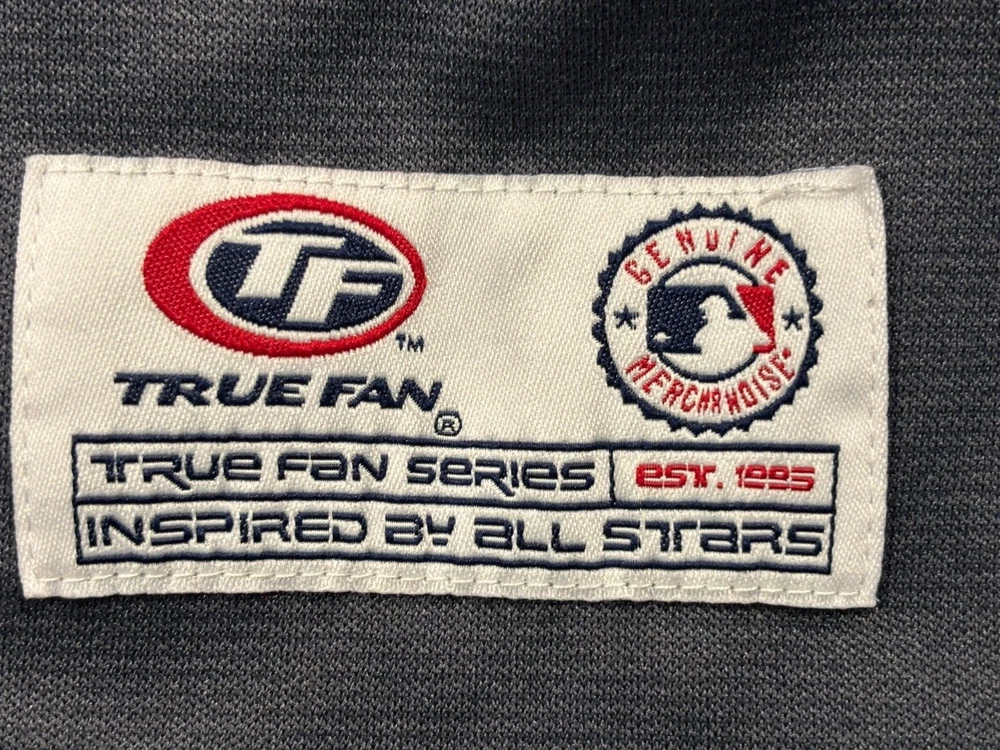 TF
TM
TRUE FAN
®
GENUINE
MERCHANDISE
TRUE FAN SERIES
EST. 1995
INSPIRED BY ALL STARS